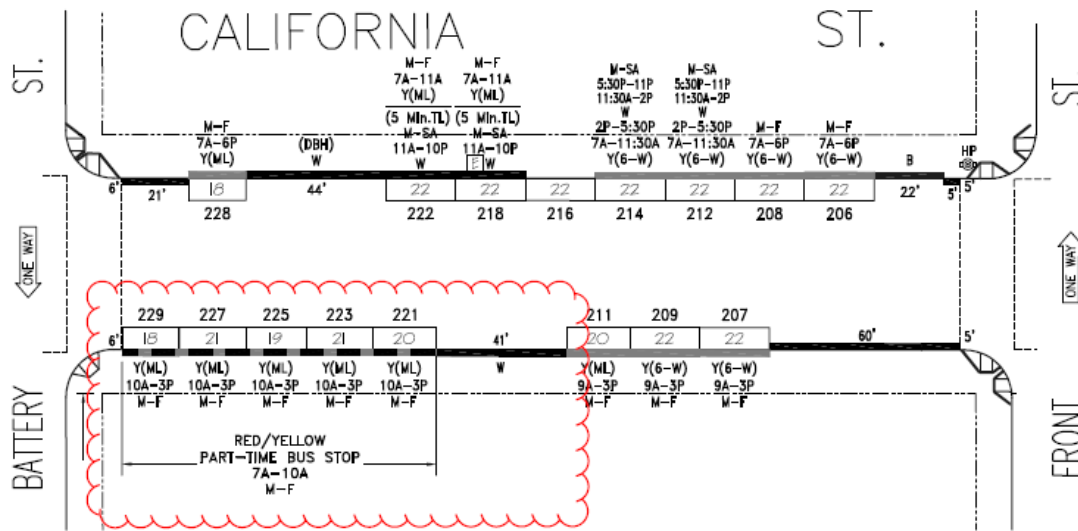 CALIFORNIA ST.
ST.
ST.
M-F
7A-6P
Y(ML)
(DBH)
W
M-F
7A-11A
Y(ML)
(5 Min.TL)
M-SA
11A-10P
W
M-F
7A-11A
Y(ML)
(5 Min.TL)
M-SA
11A-10P
E W
M-SA
5:30P-11P
11:30A-2P
W
2P-5:30P
7A-11:30A
Y(6-W)
M-SA
5:30P-11P
11:30A-2P
W
2P-5:30P
7A-11:30A
Y(6-W)
M-F
7A-6P
Y(6-W)
M-F
7A-6P
Y(6-W)
B
HP
6' 21' 18 44' 22 22 22 22 22 22 22 22' 5' 5'
228 222 218 216 214 212 208 206
ONE WAY
ONE WAY
229 227 225 223 221 211 209 207
6' 18 21 19 21 20 41' 20 22 22 60' 5'
Y(ML)
10A-3P
M-F
Y(ML)
10A-3P
M-F
Y(ML)
10A-3P
M-F
Y(ML)
10A-3P
M-F
Y(ML)
10A-3P
M-F
W
Y(ML)
9A-3P
M-F
Y(6-W)
9A-3P
M-F
Y(6-W)
9A-3P
M-F
RED/YELLOW
PART-TIME BUS STOP
7A-10A
M-F
BATTERY
FRONT